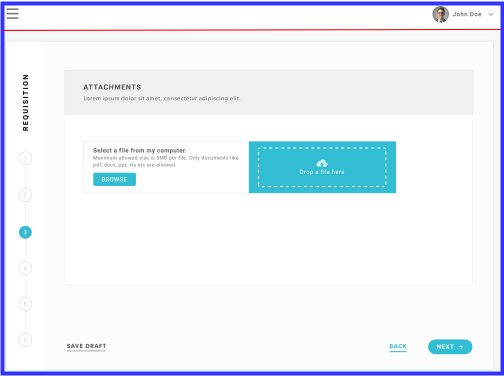 John Doe
REQUISITION
ATTACHMENTS
Lorem ipsum dolor sit amet, consectetur adipiscing elit.
Select a file from my computer.
Maximum allowed size is 5MB per file. Only documents like
pdf, docx, ppt, xls etc are allowed.
BROWSE
Drop a file here
1
2
3
4
5
6
SAVE DRAFT
BACK
NEXT →